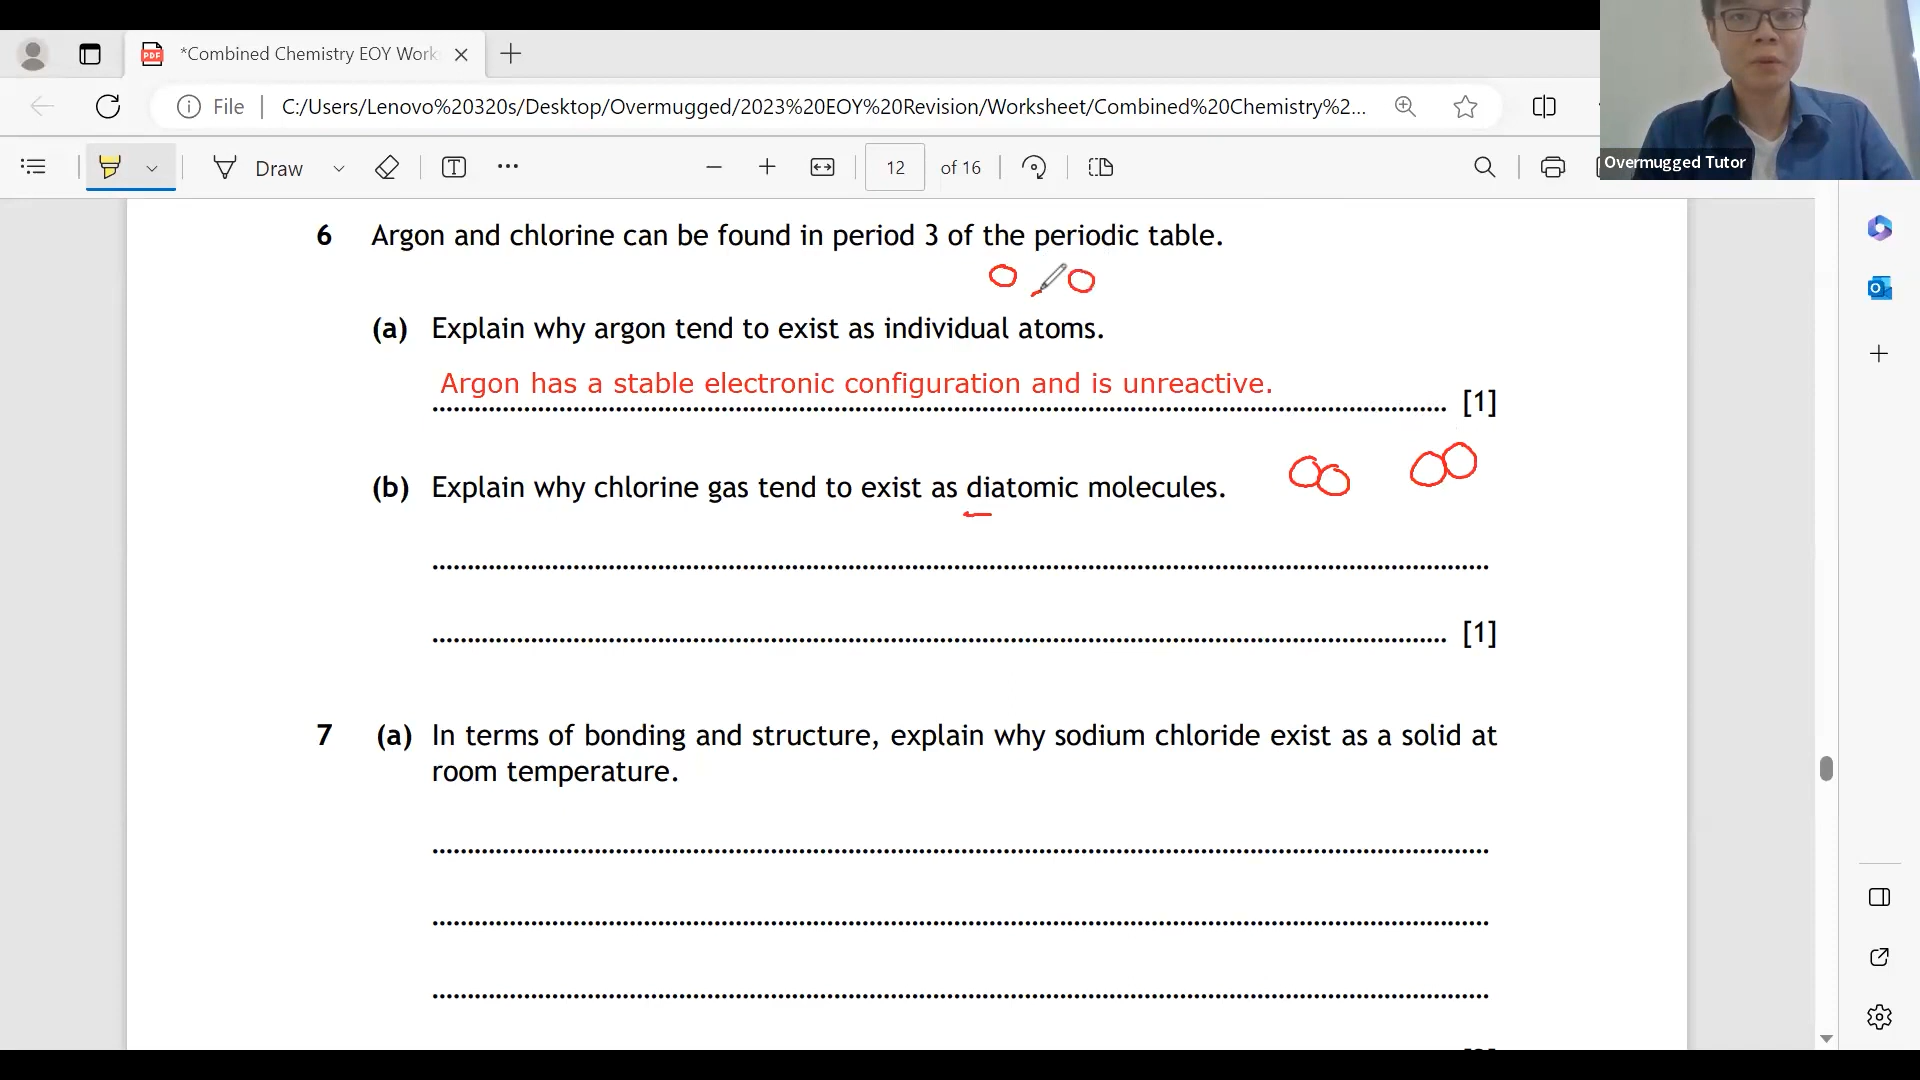 *Combined Chemistry EOY Work
File
C:/Users/Lenovo%20320s/Desktop/Overmugged/2023%20EOY%20Revision/Worksheet/Combined%20Chemistry%2...
Draw
12 of 16
Overmugged Tutor
6 Argon and chlorine can be found in period 3 of the periodic table.
(a) Explain why argon tend to exist as individual atoms.
Argon has a stable electronic configuration and is unreactive.
[1]
(b) Explain why chlorine gas tend to exist as diatomic molecules.
[1]
7 (a) In terms of bonding and structure, explain why sodium chloride exist as a solid at
room temperature.